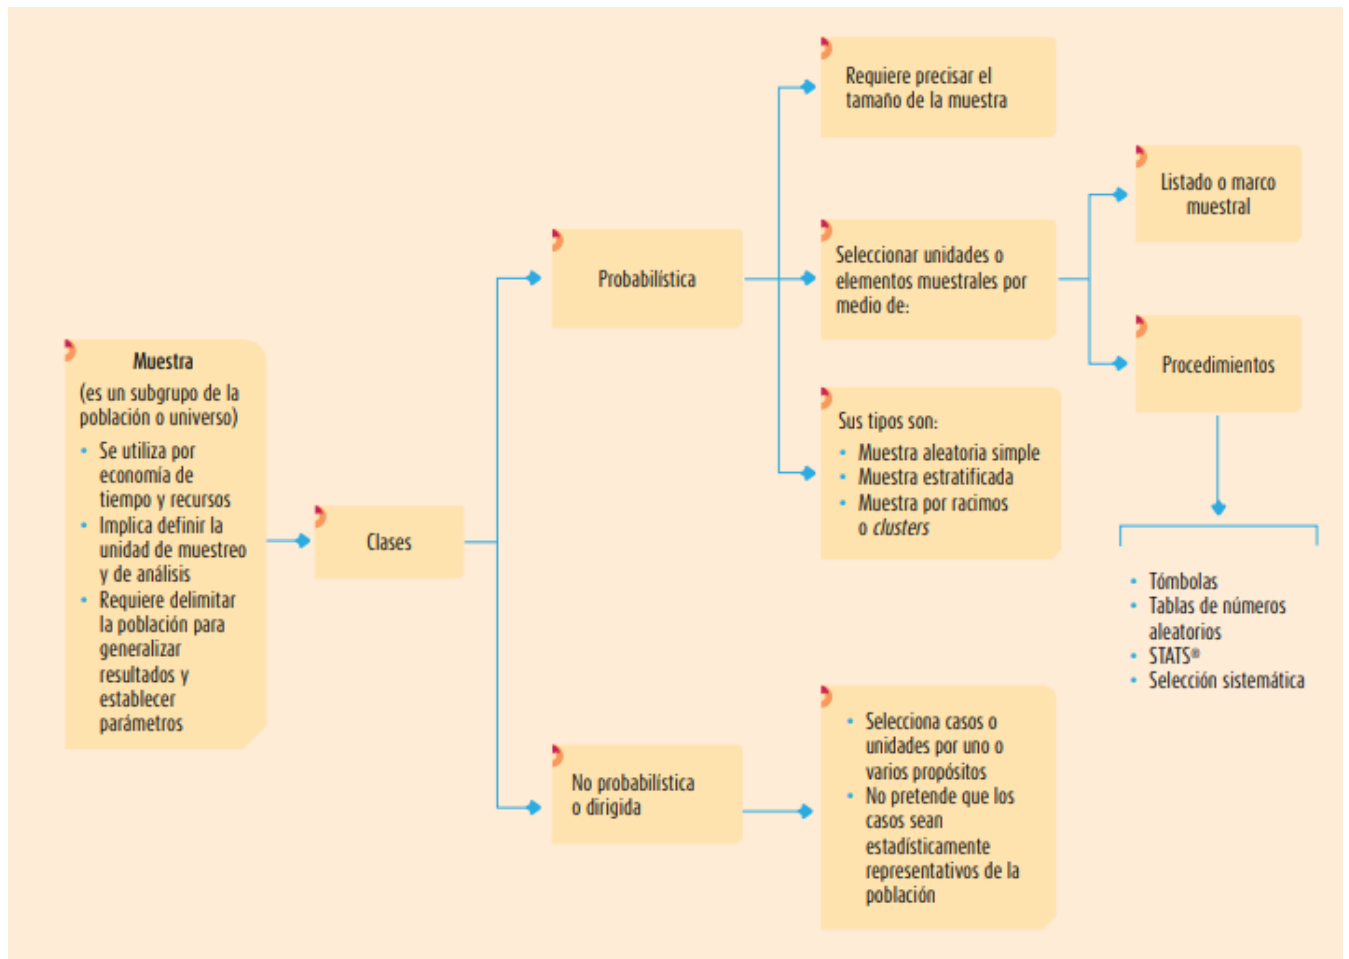 Muestra
(es un subgrupo de la
población o universo)
• Se utiliza por
economía de
tiempo y recursos
• Implica definir la
unidad de muestreo
y de análisis
• Requiere delimitar
la población para
generalizar
resultados y
establecer
parámetros
Clases
Probabilística
Requiere precisar el
tamaño de la muestra
Seleccionar unidades o
elementos muestrales por
medio de:
Listado o marco
muestral
Procedimientos
• Tómbolas
• Tablas de números
aleatorios
• STATS®
• Selección sistemática
Sus tipos son:
• Muestra aleatoria simple
• Muestra estratificada
• Muestra por racimos
o clusters
No probabilística
o dirigida
• Selecciona casos o
unidades por uno o
varios propósitos
• No pretende que los
casos sean
estadísticamente
representativos de la
población